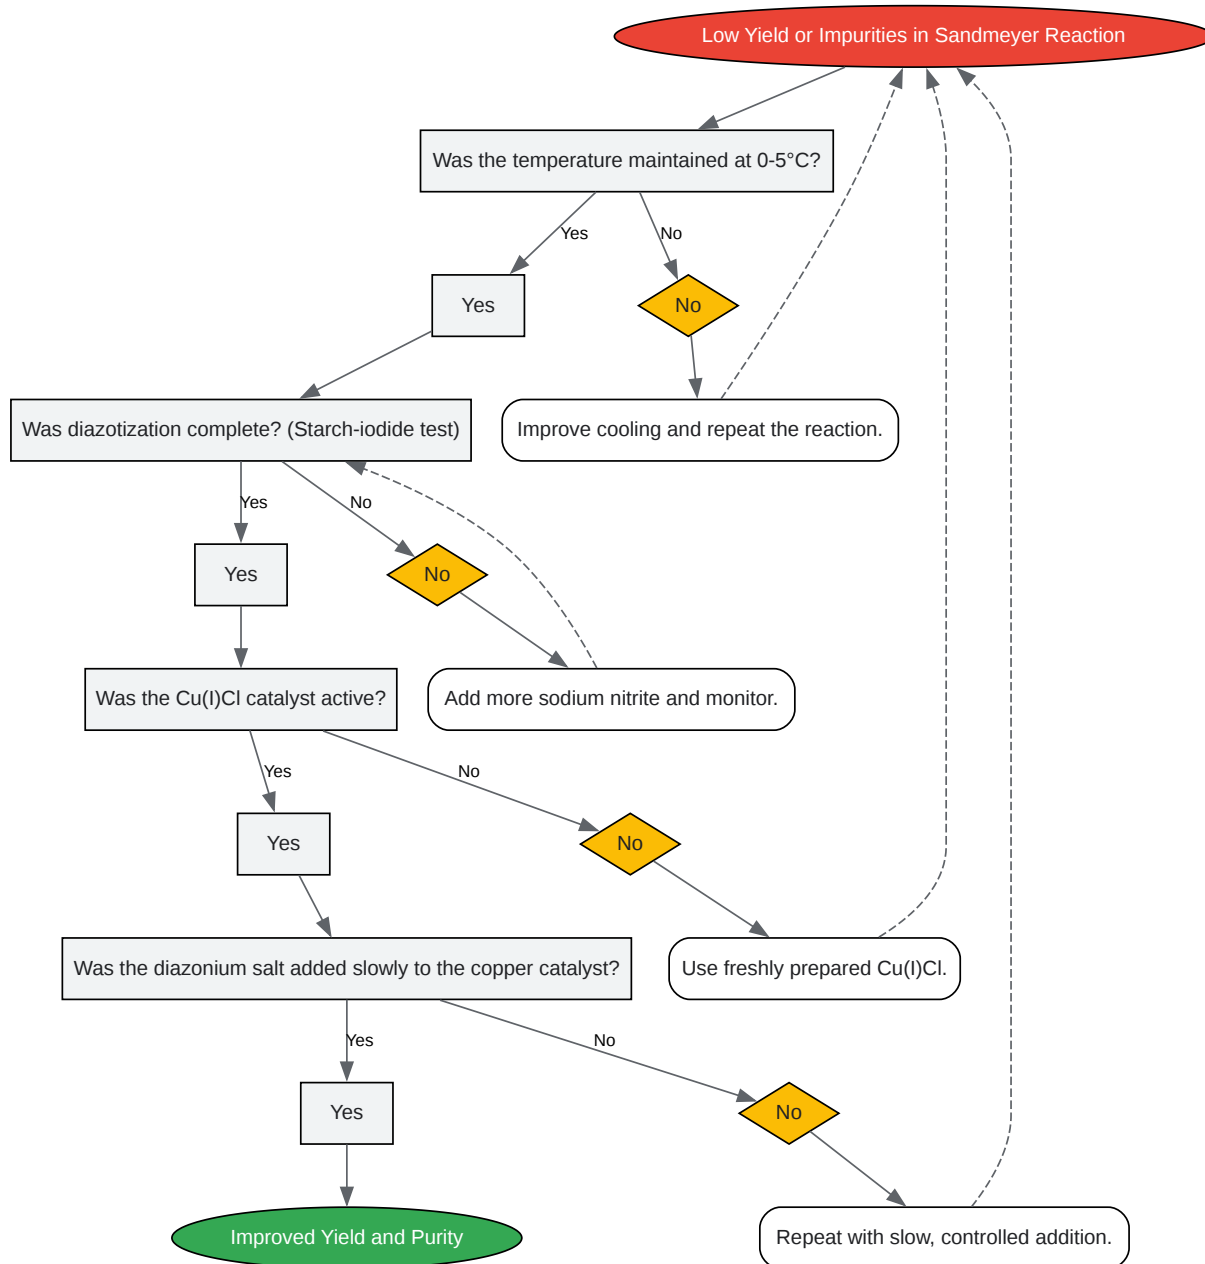 Low Yield or Impurities in Sandmeyer Reaction
Was the temperature maintained at 0-5°C?
Yes
No
Yes
No
Was diazotization complete? (Starch-iodide test)
Improve cooling and repeat the reaction.
Yes
No
Yes
No
Was the Cu(I)Cl catalyst active?
Add more sodium nitrite and monitor.
Yes
No
Yes
No
Was the diazonium salt added slowly to the copper catalyst?
Use freshly prepared Cu(I)Cl.
Yes
No
Yes
No
Improved Yield and Purity
Repeat with slow, controlled addition.